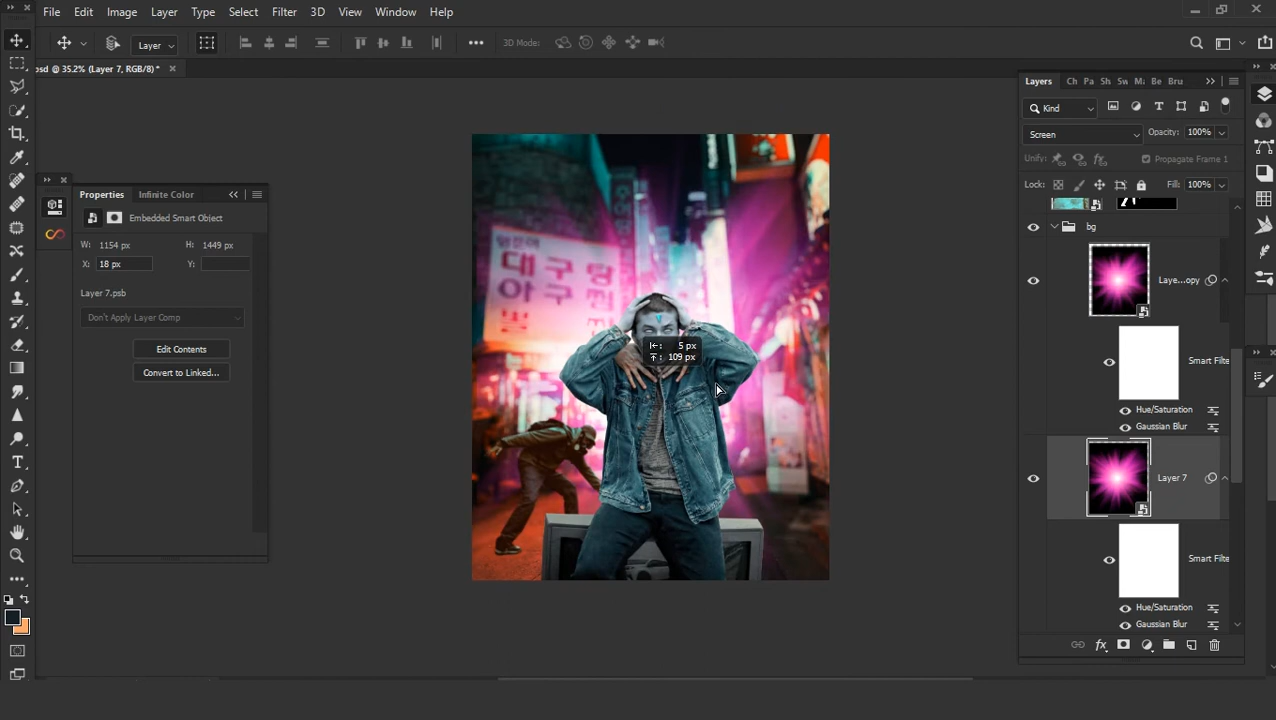 File Edit Image Layer Type Select Filter 3D View Window Help
Layer 3D Mode:
psd @ 35.2% (Layer 7, RGB/8)* ×
Properties Infinite Color
Embedded Smart Object
W: 1154 px H: 1449 px
X: 18 px Y:
Layer 7.psb
Don't Apply Layer Comp
Edit Contents
Convert to Linked...
대구탕
아구
5 px
109 px
Layers Ch Pa Sh Sw Mi Be Bru
Kind
Screen Opacity: 100%
Unify: Propagate Frame 1
Lock: Fill: 100%
bg
Laye...opy
Smart Filte
Hue/Saturation
Gaussian Blur
Layer 7
Smart Filte
Hue/Saturation
Gaussian Blur